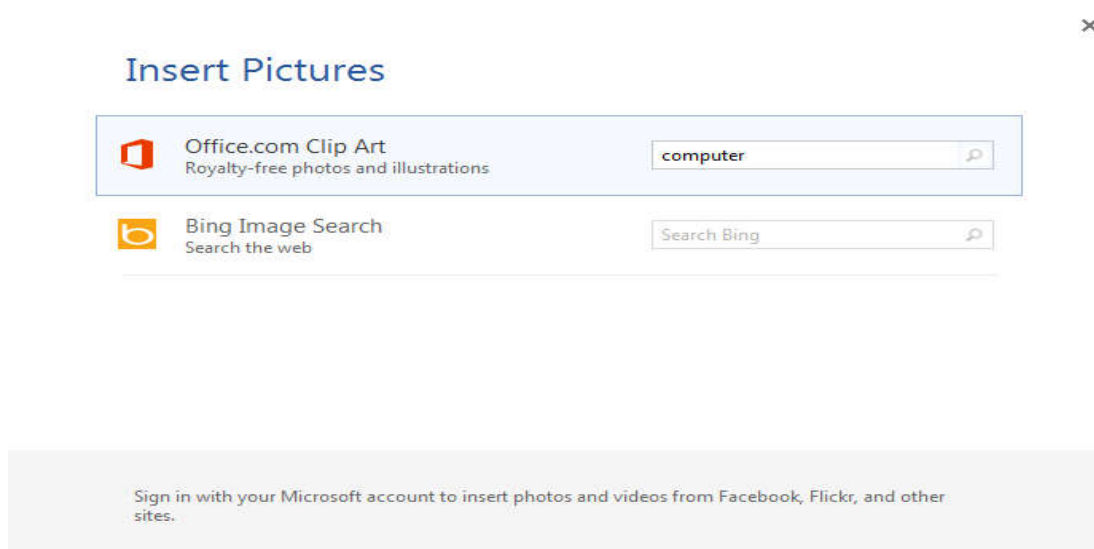 Insert Pictures
Office.com Clip Art
Royalty-free photos and illustrations
computer
Bing Image Search
Search the web
Search Bing
Sign in with your Microsoft account to insert photos and videos from Facebook, Flickr, and other
sites.